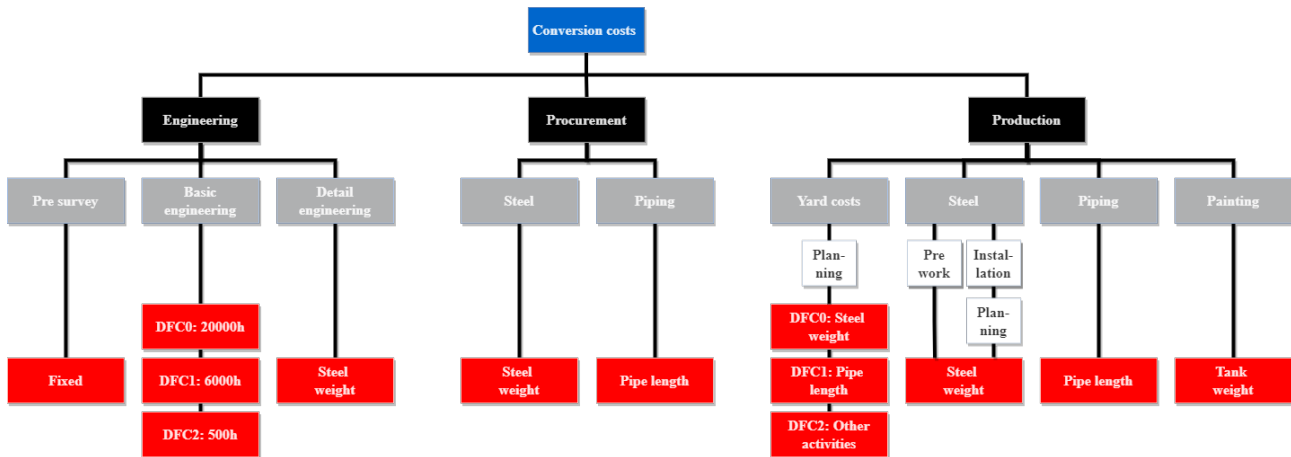 Conversion costs
Engineering
Procurement
Production
Pre survey
Basic
engineering
Detail
engineering
Steel
Piping
Yard costs
Steel
Piping
Painting
Plan-
ning
Pre
work
Instal-
lation
Plan-
ning
DFC0: 20000h
DFC0: Steel
weight
Fixed
DFC1: 6000h
Steel
weight
Steel
weight
Pipe length
DFC1: Pipe
length
Steel
weight
Pipe length
Tank
weight
DFC2: 500h
DFC2: Other
activities